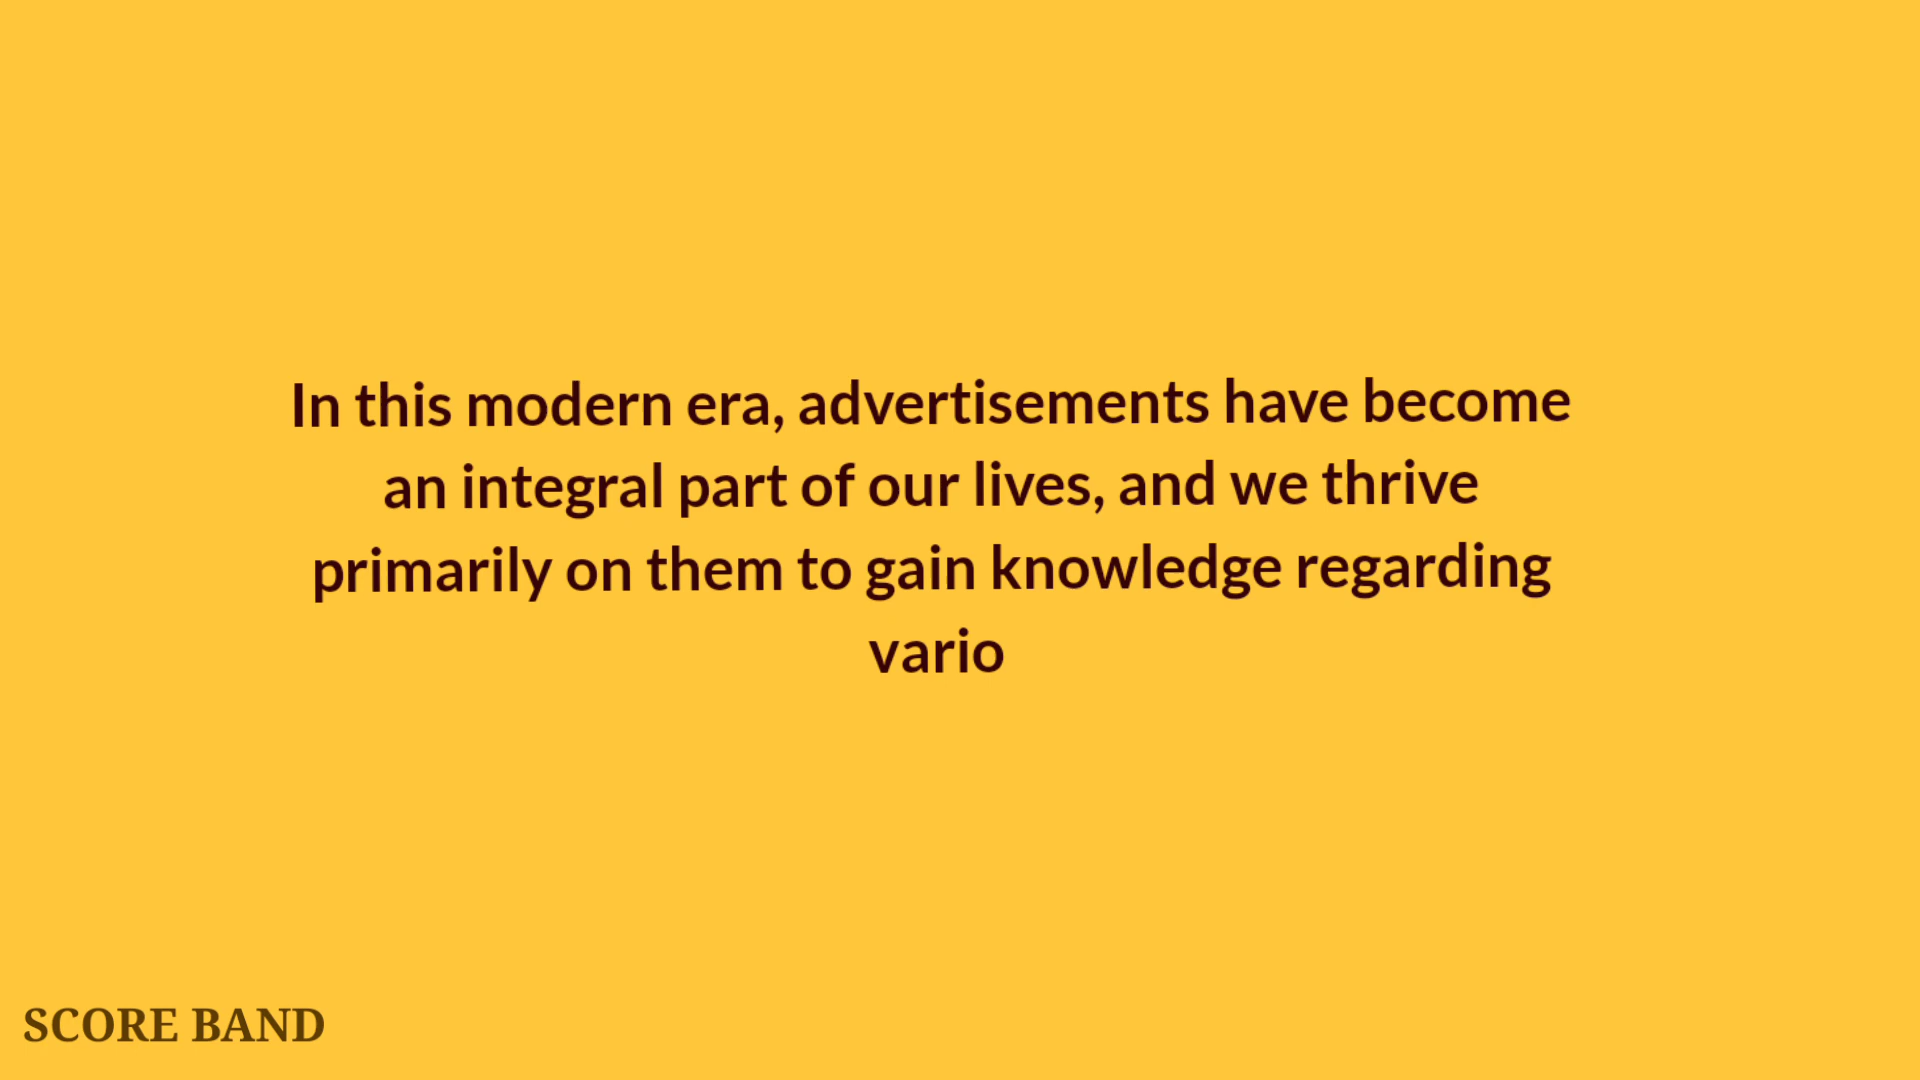 In this modern era, advertisements have become
an integral part of our lives, and we thrive
primarily on them to gain knowledge regarding
vario
SCORE BAND